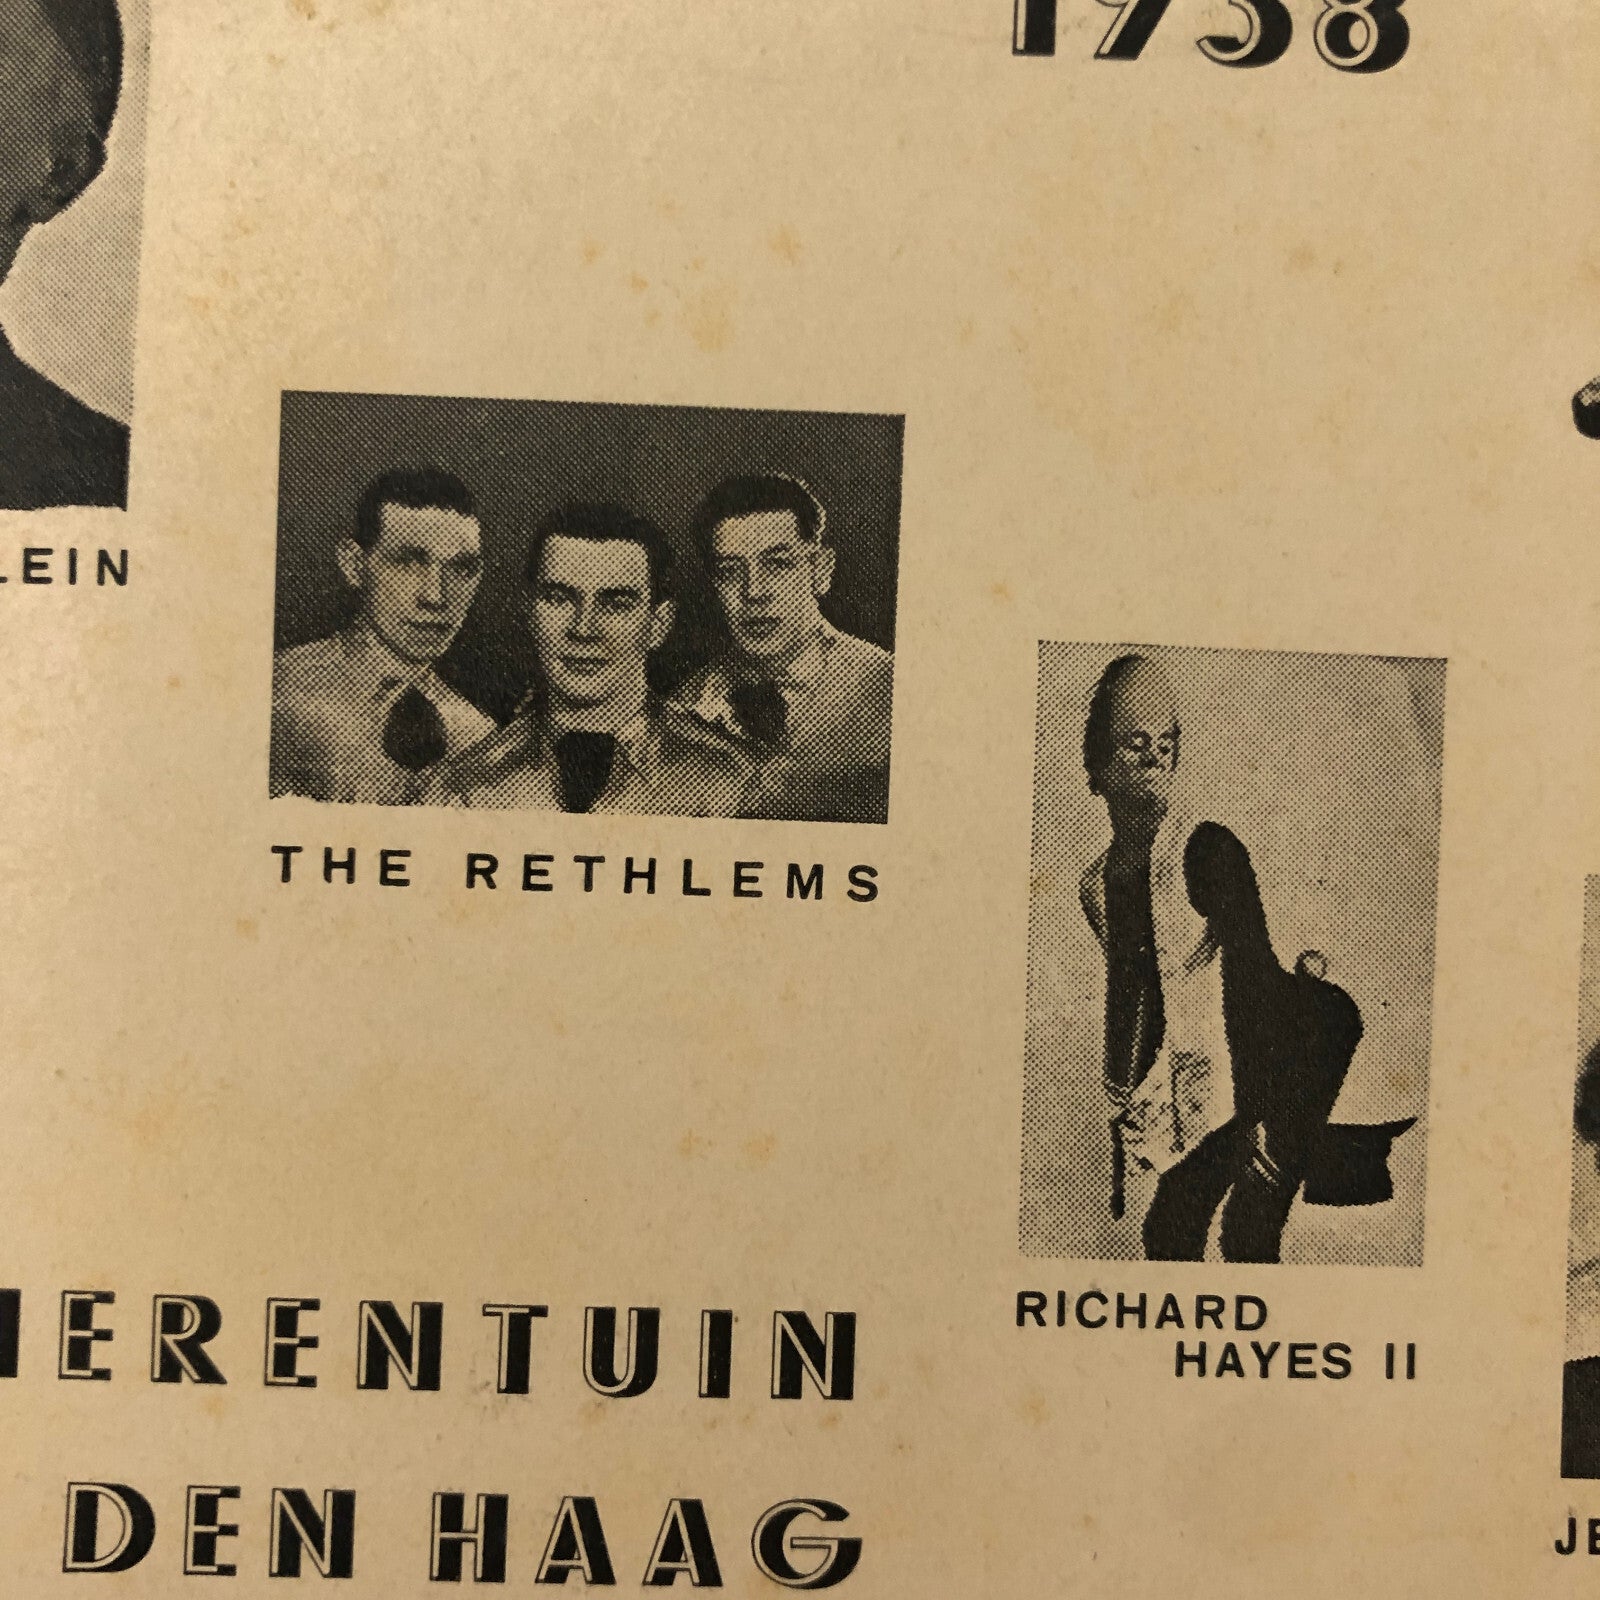 1938
LEIN
THE RETHLEMS
RICHARD
HAYES II
IERENTUIN
DEN HAAG
JE